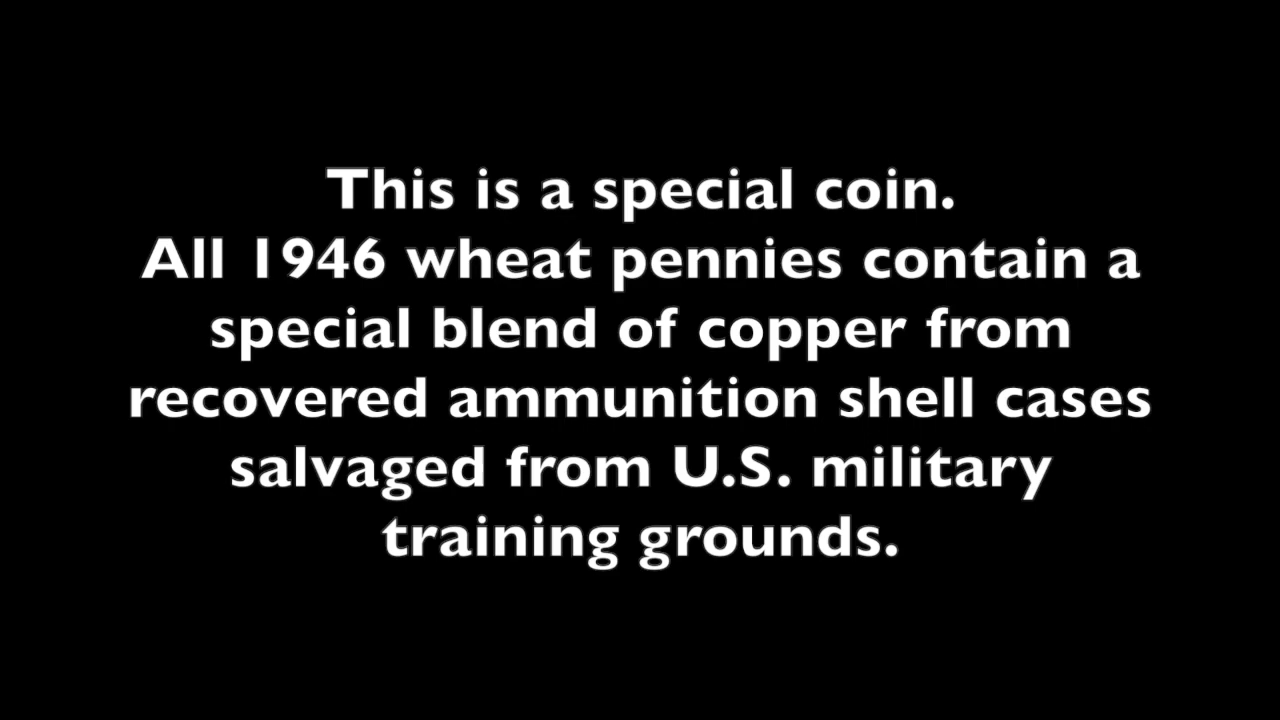 This is a special coin.
All 1946 wheat pennies contain a
special blend of copper from
recovered ammunition shell cases
salvaged from U.S. military
training grounds.